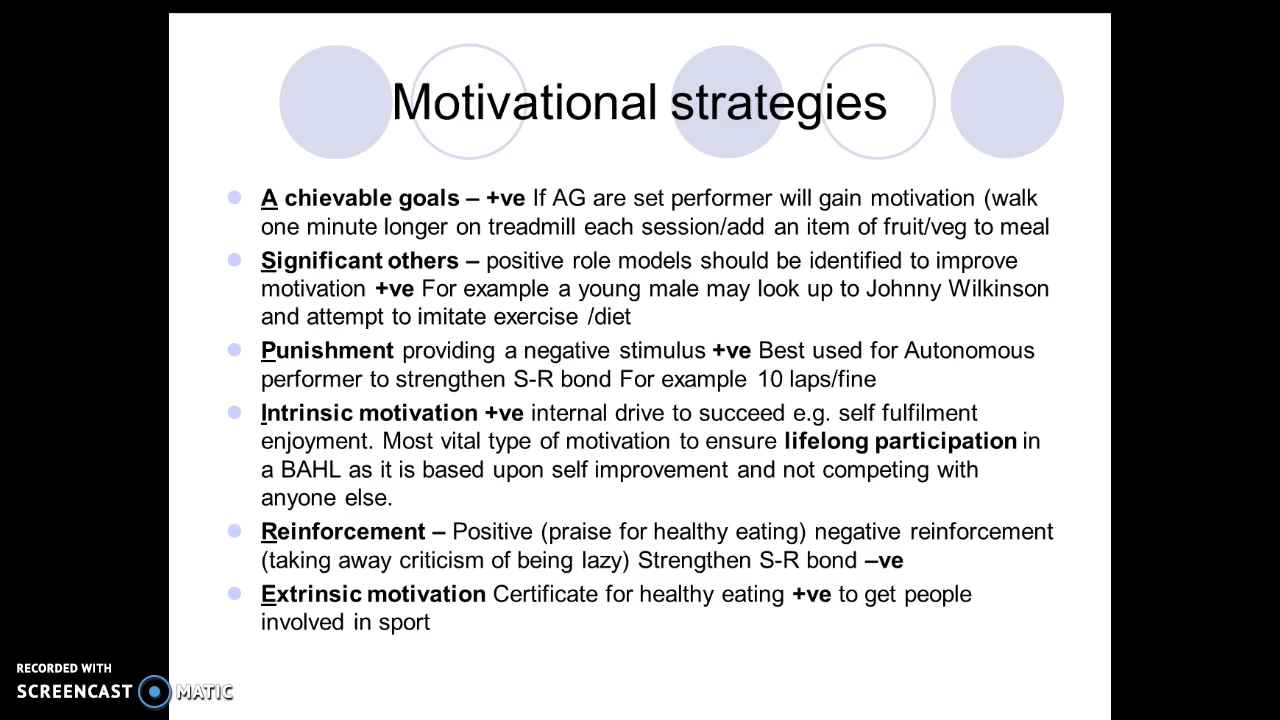 Motivational strategies
A chievable goals – +ve If AG are set performer will gain motivation (walk
one minute longer on treadmill each session/add an item of fruit/veg to meal
Significant others – positive role models should be identified to improve
motivation +ve For example a young male may look up to Johnny Wilkinson
and attempt to imitate exercise /diet
Punishment providing a negative stimulus +ve Best used for Autonomous
performer to strengthen S-R bond For example 10 laps/fine
Intrinsic motivation +ve internal drive to succeed e.g. self fulfilment
enjoyment. Most vital type of motivation to ensure lifelong participation in
a BAHL as it is based upon self improvement and not competing with
anyone else.
Reinforcement – Positive (praise for healthy eating) negative reinforcement
(taking away criticism of being lazy) Strengthen S-R bond –ve
Extrinsic motivation Certificate for healthy eating +ve to get people
involved in sport
RECORDED WITH
SCREENCAST MATIC